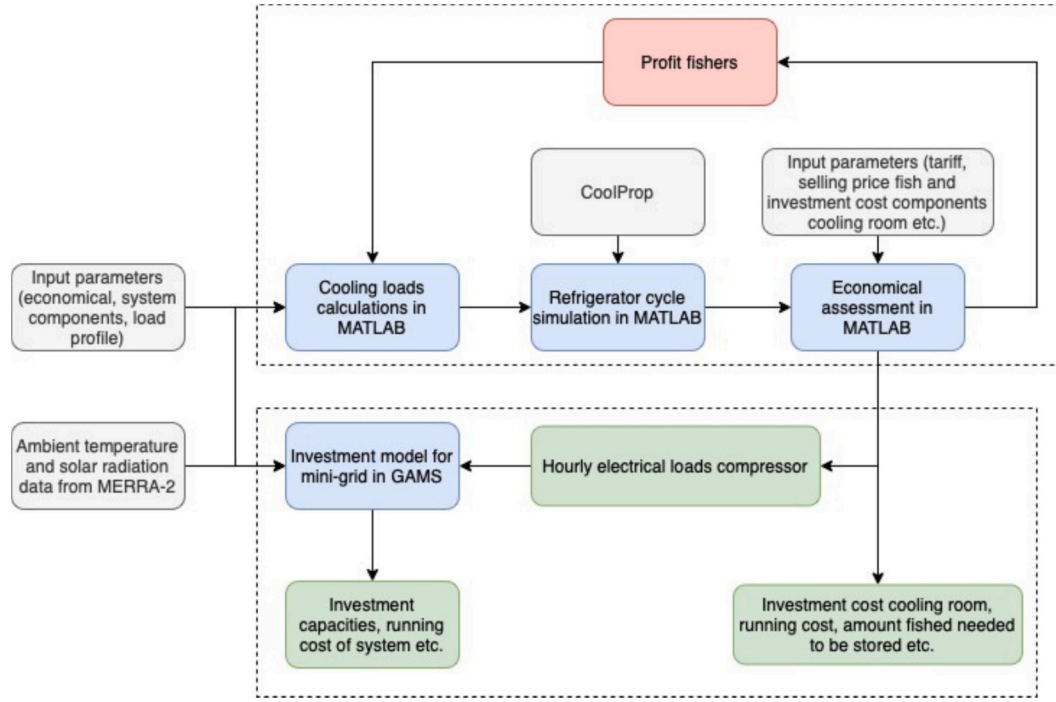 Profit fishers
CoolProp
Input parameters (tariff,
selling price fish and
investment cost components
cooling room etc.)
Input parameters
(economical, system
components, load
profile)
Cooling loads
calculations in
MATLAB
Refrigerator cycle
simulation in MATLAB
Economical
assessment in
MATLAB
Ambient temperature
and solar radiation
data from MERRA-2
Investment model for
mini-grid in GAMS
Hourly electrical loads compressor
Investment
capacities, running
cost of system etc.
Investment cost cooling room,
running cost, amount fished needed
to be stored etc.